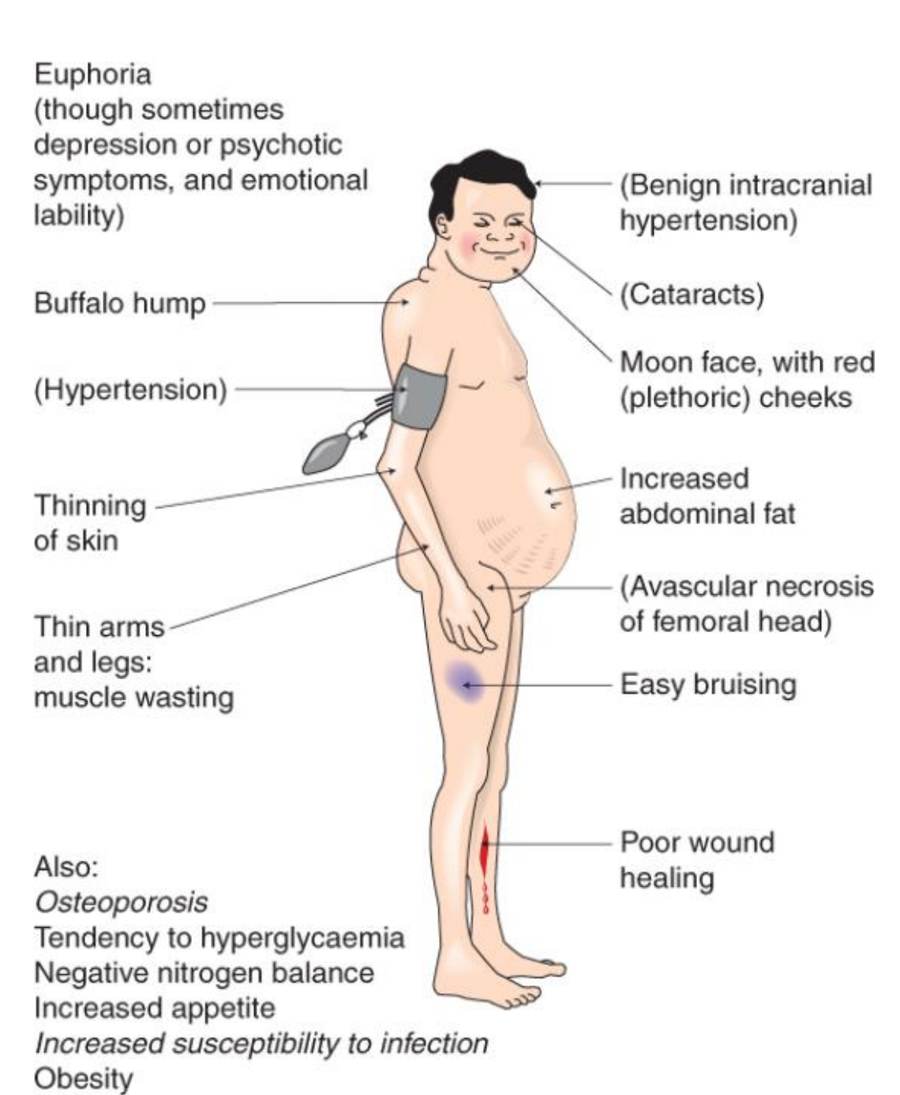 Euphoria
(though sometimes
depression or psychotic
symptoms, and emotional
lability)
Buffalo hump
(Hypertension)
Thinning
of skin
Thin arms
and legs:
muscle wasting
Also:
Osteoporosis
Tendency to hyperglycaemia
Negative nitrogen balance
Increased appetite
Increased susceptibility to infection
Obesity
(Benign intracranial
hypertension)
(Cataracts)
Moon face, with red
(plethoric) cheeks
Increased
abdominal fat
(Avascular necrosis
of femoral head)
Easy bruising
Poor wound
healing